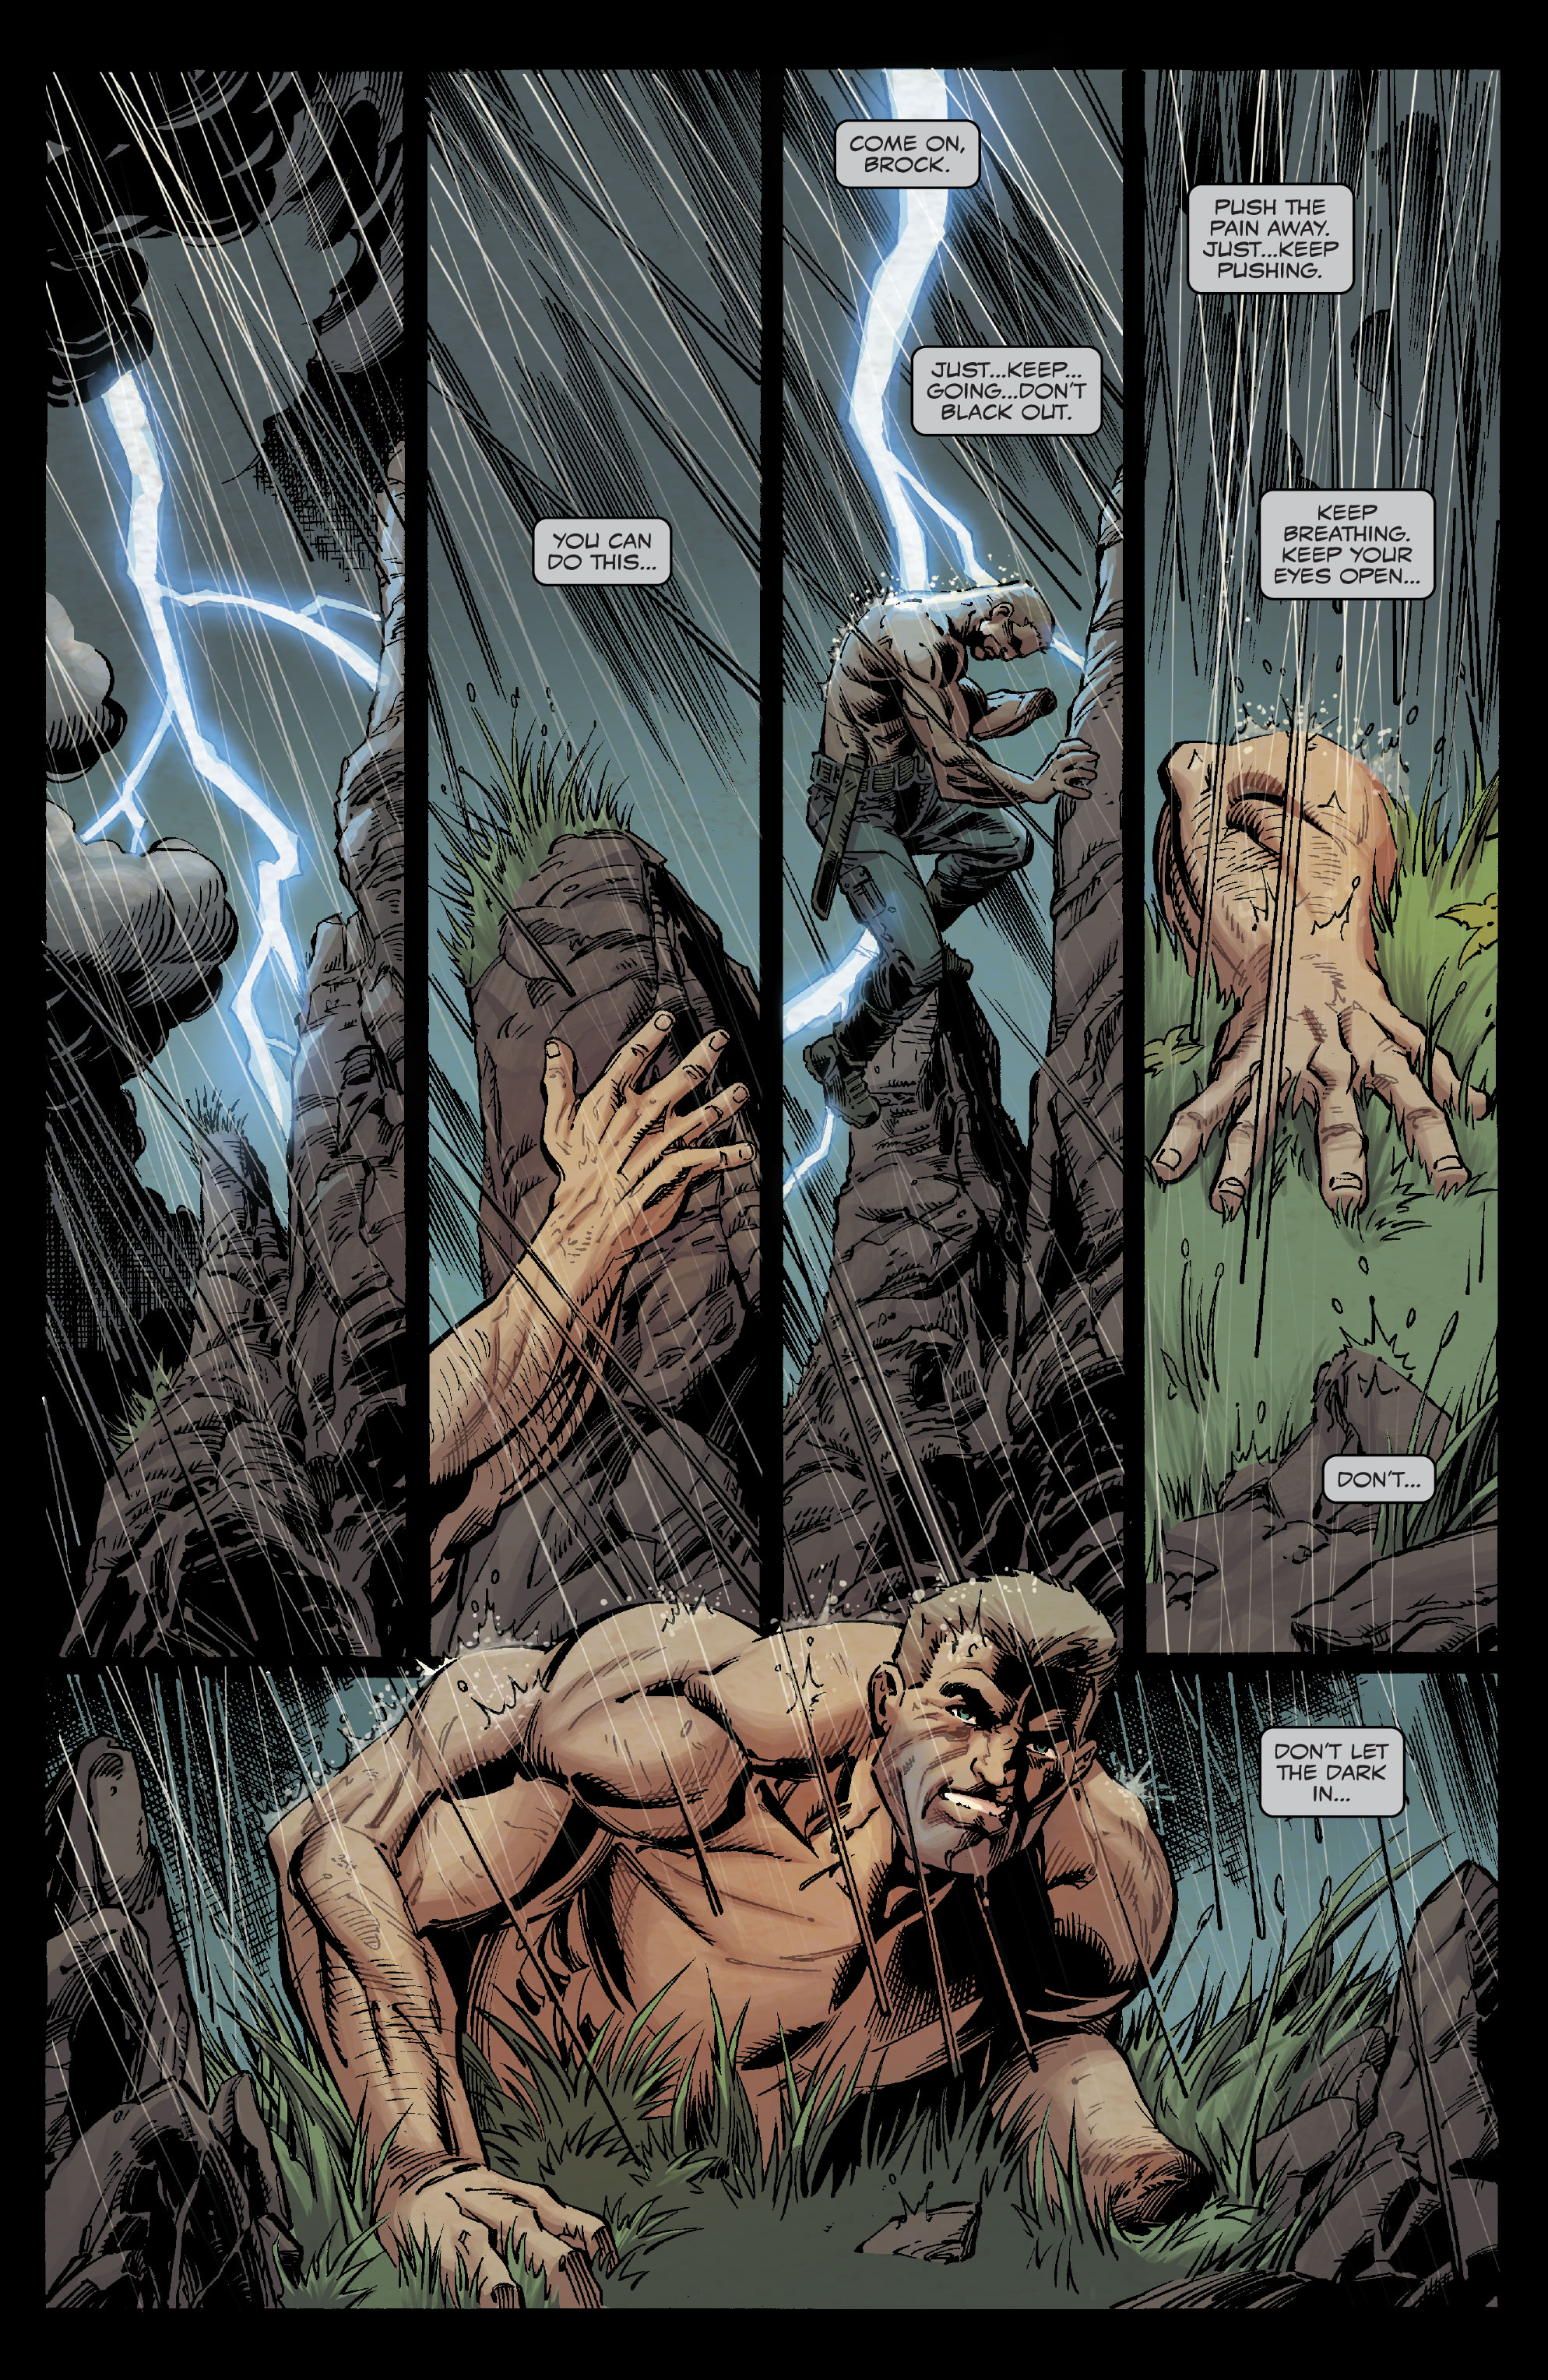 YOU CAN
DO THIS...
COME ON,
BROCK.
JUST...KEEP...
GOING...DON'T
BLACK OUT.
PUSH THE
PAIN AWAY.
JUST...KEEP
PUSHING.
KEEP
BREATHING.
KEEP YOUR
EYES OPEN...
DON'T...
DON'T LET
THE DARK
IN...